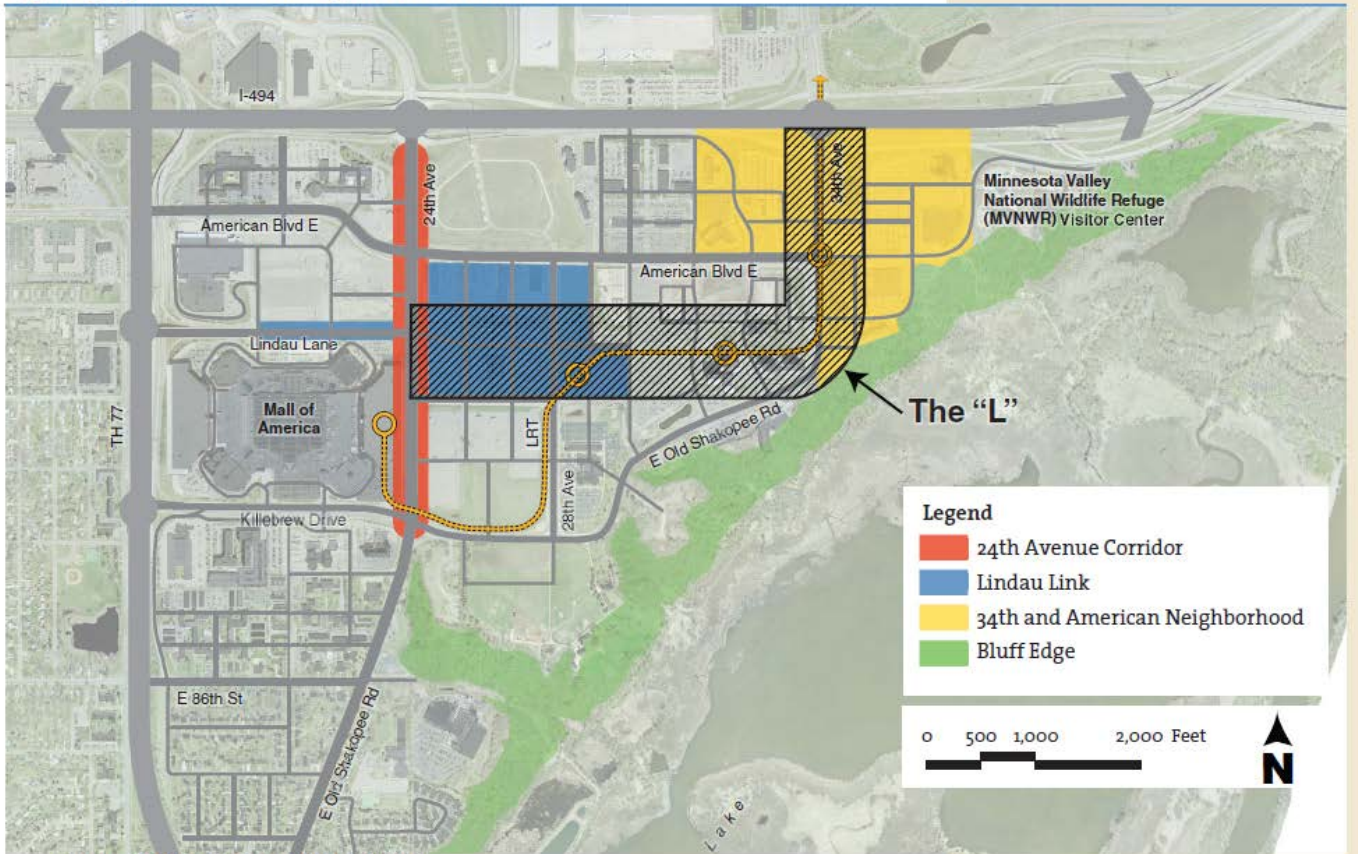 I-494
24th Ave
34th Ave
American Blvd E
Minnesota Valley
National Wildlife Refuge
(MVNWR) Visitor Center
American Blvd E
Lindau Lane
Mall of
America
TH 77
LRT
28th Ave
E Old Shakopee Rd
The “L”
Killebrew Drive
E 86th St
E Old Shakopee Rd
Lake
Legend
24th Avenue Corridor
Lindau Link
34th and American Neighborhood
Bluff Edge
0 500 1,000 2,000 Feet
N